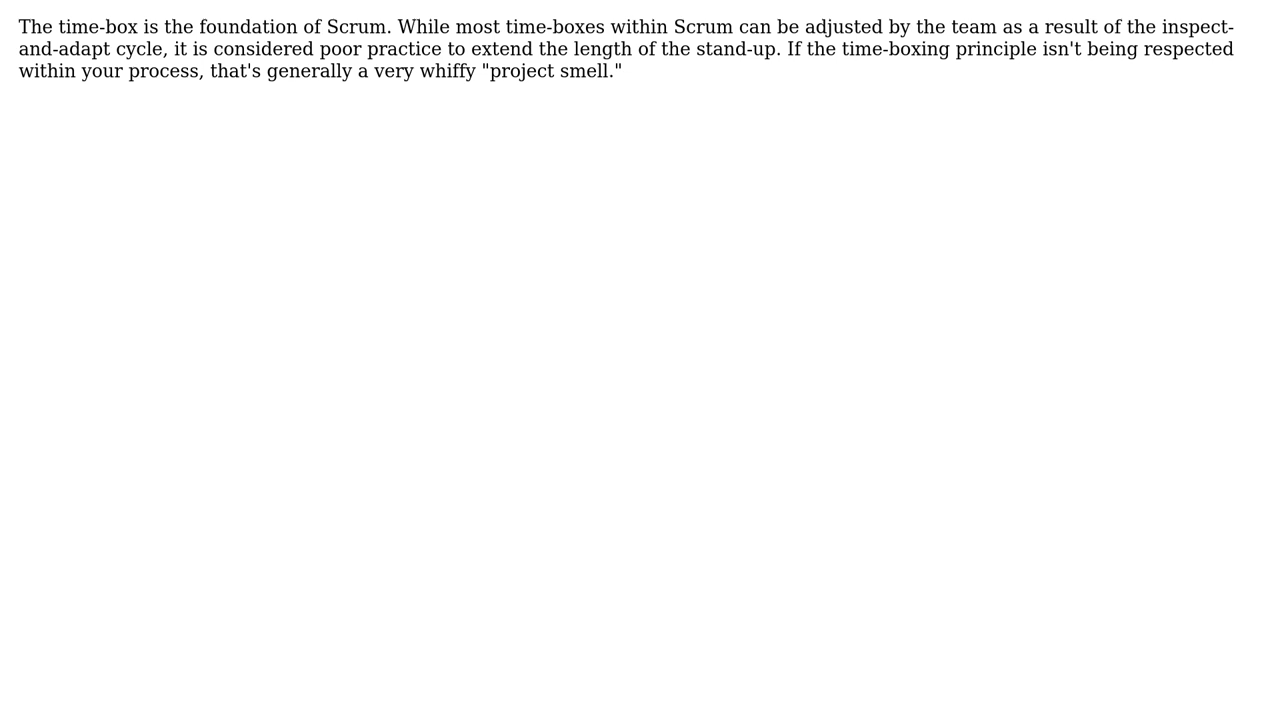 The time-box is the foundation of Scrum. While most time-boxes within Scrum can be adjusted by the team as a result of the inspect-
and-adapt cycle, it is considered poor practice to extend the length of the stand-up. If the time-boxing principle isn't being respected
within your process, that's generally a very whiffy "project smell."